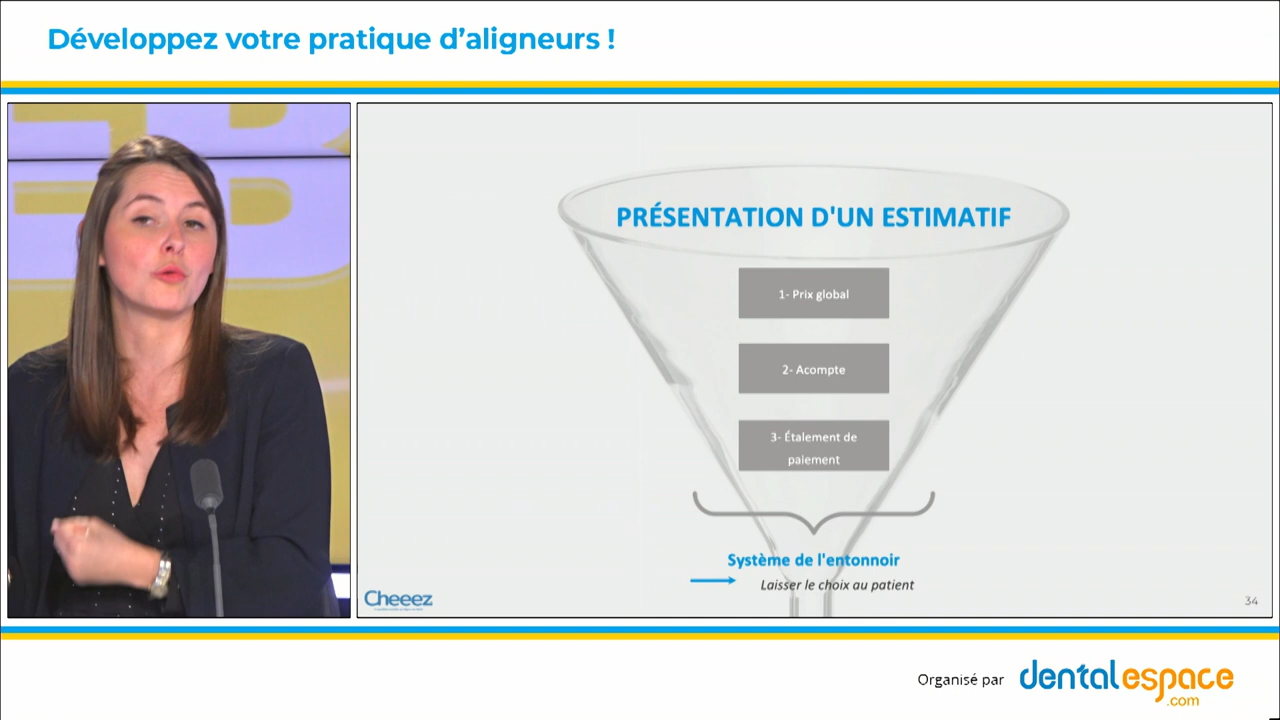 Développez votre pratique d'aligneurs !
PRÉSENTATION D'UN ESTIMATIF
1- Prix global
2- Acompte
3- Étalement de
paiement
Système de l'entonnoir
Laisser le choix au patient
Cheeez
34
Organisé par
dentalespace
.com